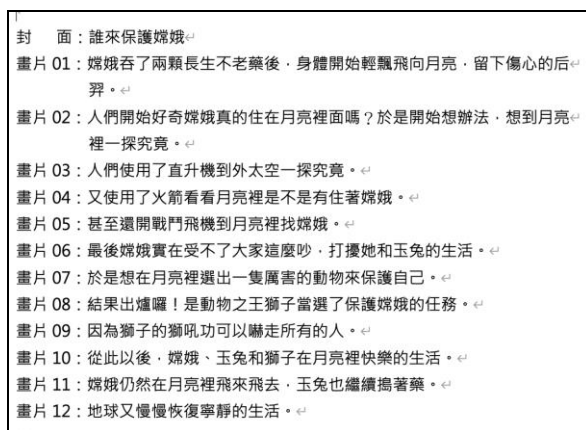 封　　面：誰來保護嫦娥↵
畫片 01：嫦娥吞了兩顆長生不老藥後，身體開始輕飄飛向月亮，留下傷心的后↵
羿。↵
畫片 02：人們開始好奇嫦娥真的住在月亮裡面嗎？於是開始想辦法，想到月亮↵
裡一探究竟。↵
畫片 03：人們使用了直升機到外太空一探究竟。↵
畫片 04：又使用了火箭看看月亮裡是不是有住著嫦娥。↵
畫片 05：甚至還開戰鬥飛機到月亮裡找嫦娥。↵
畫片 06：最後嫦娥實在受不了大家這麼吵，打擾她和玉兔的生活。↵
畫片 07：於是想在月亮裡選出一隻厲害的動物來保護自己。↵
畫片 08：結果出爐囉！是動物之王獅子當選了保護嫦娥的任務。↵
畫片 09：因為獅子的獅吼功可以嚇走所有的人。↵
畫片 10：從此以後，嫦娥、玉兔和獅子在月亮裡快樂的生活。↵
畫片 11：嫦娥仍然在月亮裡飛來飛去，玉兔也繼續搗著藥。↵
畫片 12：地球又慢慢恢復寧靜的生活。↵